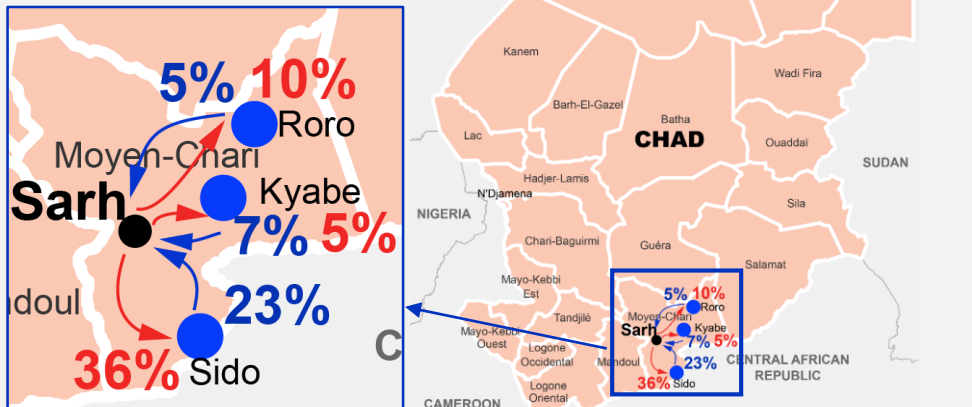 5% 10%
Roro
Moyen-Chari
Sarh
Kyabe
7% 5%
ndoul
23%
36% Sido
C
Kanem
Wadi Fira
Barh-El-Gazel
Batha
CHAD
Lac
Ouaddaï
SUDAN
Hadjer-Lamis
N'Djamena
NIGERIA
Sila
Chari-Baguirmi
Guéra
Salamat
Mayo-Kebbi
Est
5% 10%
Roro
Moyen-Chari
Tandjilé
Sarh
Kyabe
Mayo-Kebbi
Ouest
7% 5%
Logone
Occidental
Mandoul
23%
CENTRAL AFRICAN
REPUBLIC
36% Sido
Logone
Oriental
CAMEROON